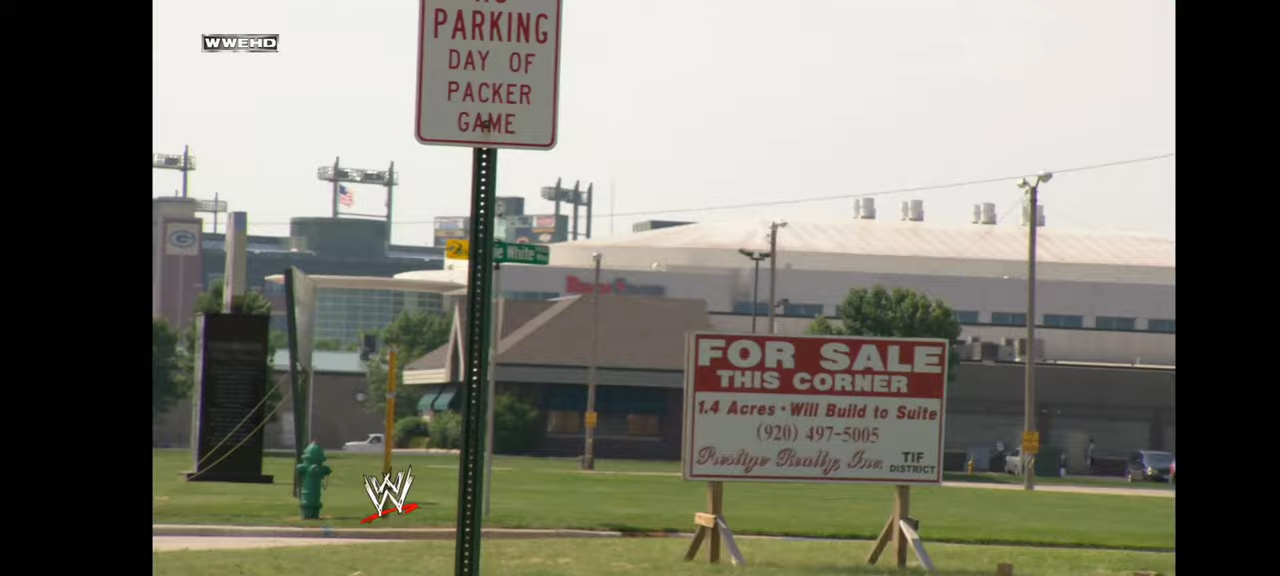 WWEHD
PARKING
DAY OF
PACKER
GAME
G
White
FOR SALE
THIS CORNER
1.4 Acres · Will Build to Suite
(920) 497-5005
Prestige Realty, Inc.
TIF
DISTRICT
W